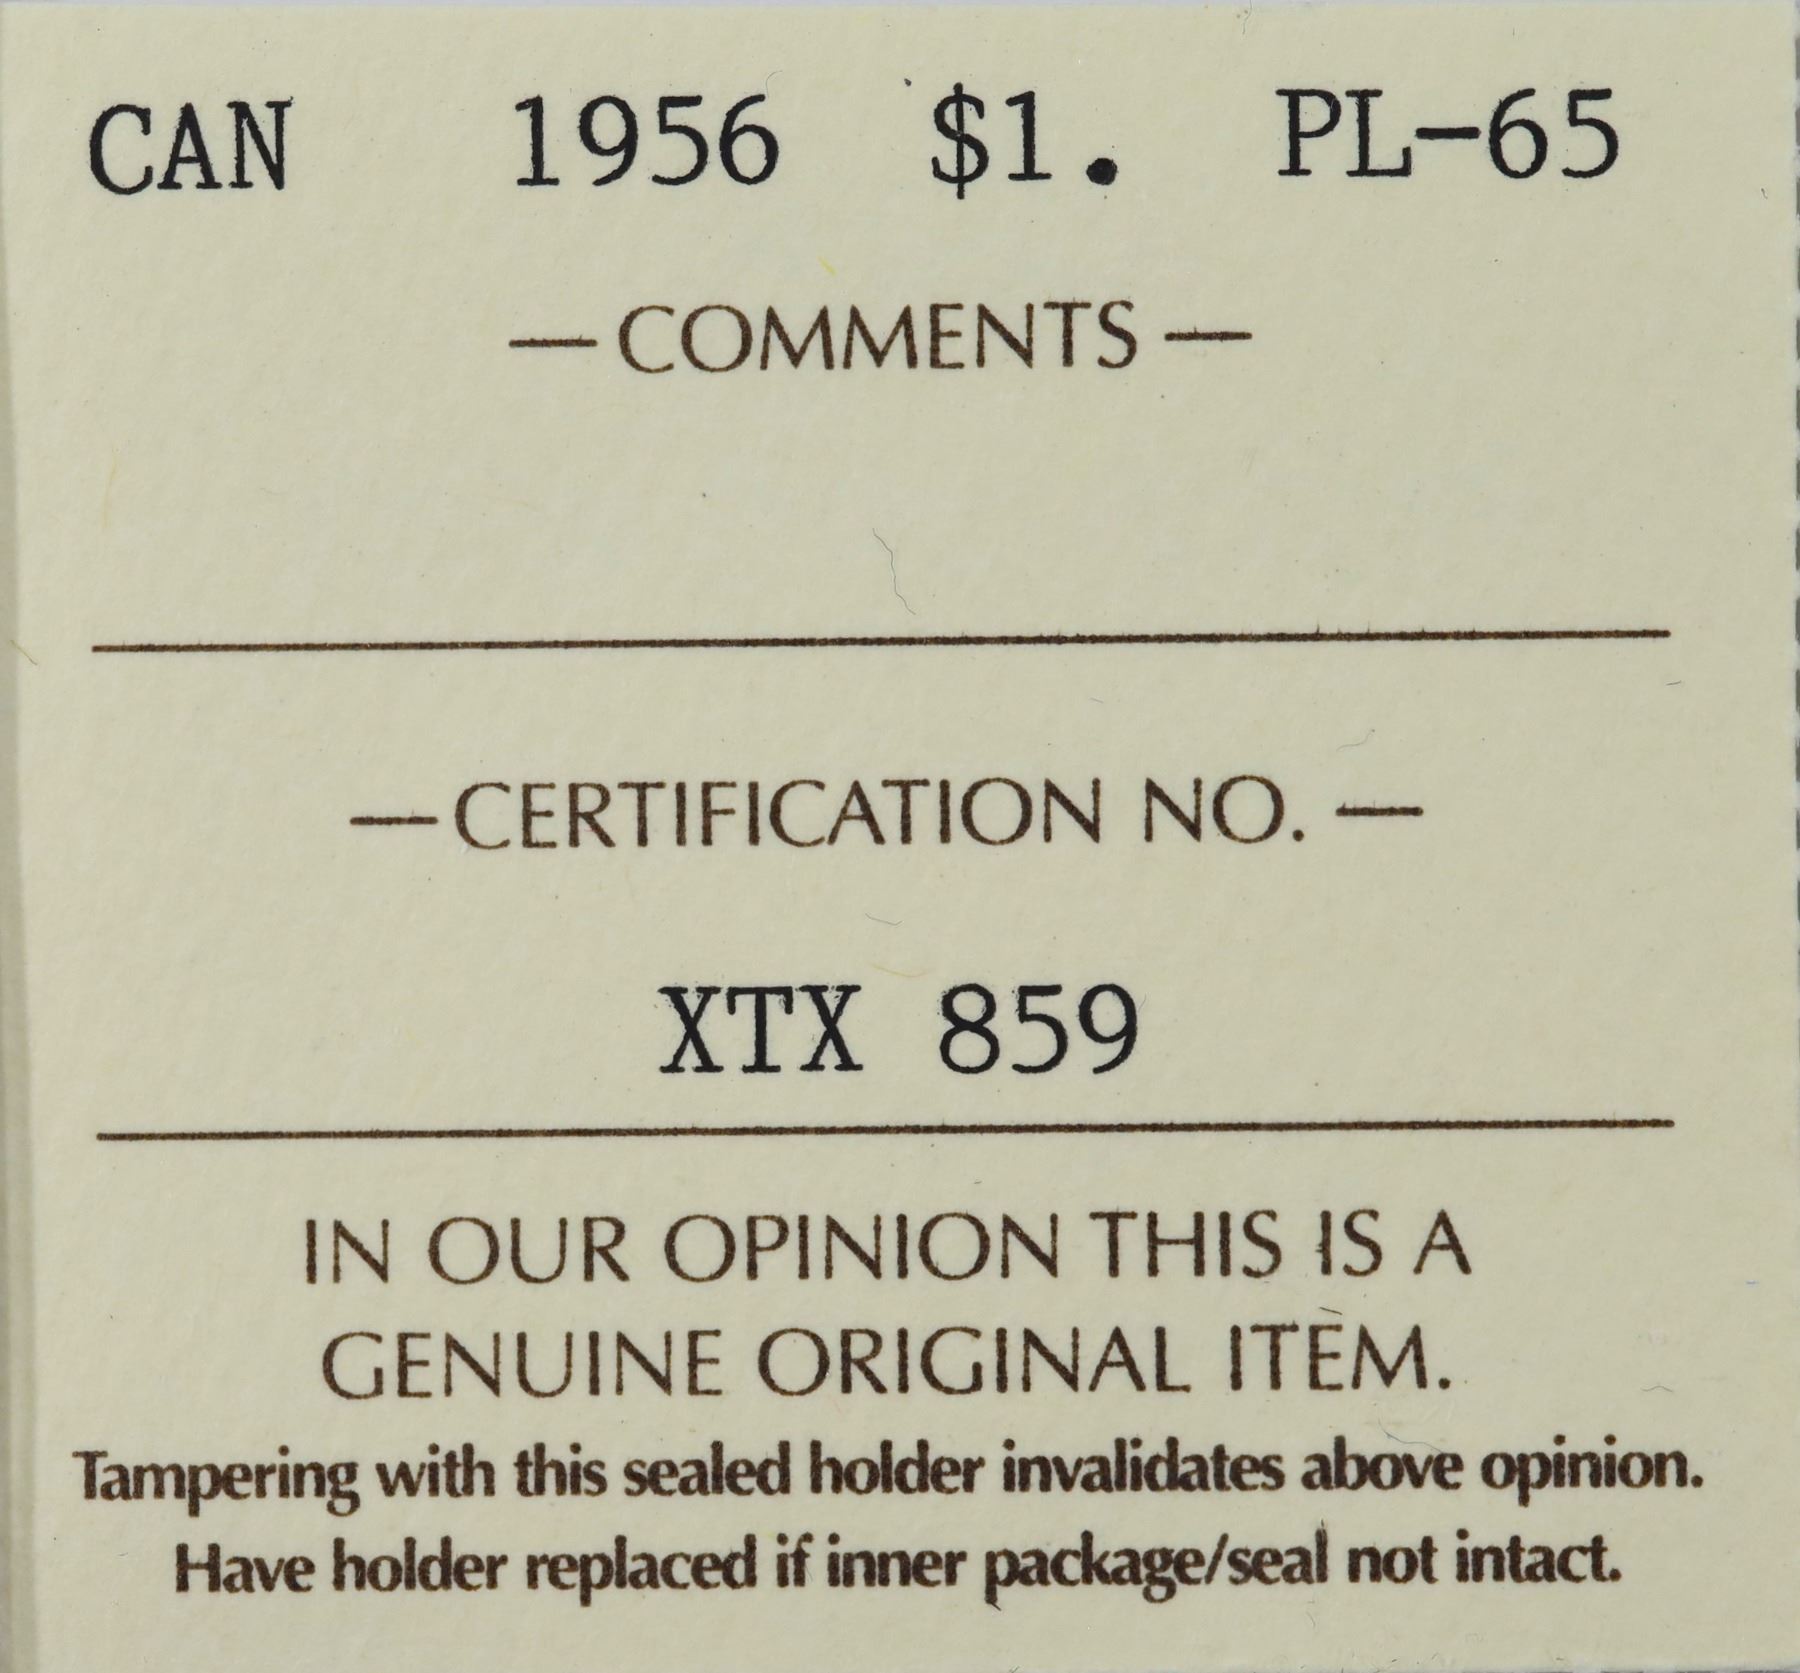 CAN 1956 $1. PL-65
— COMMENTS —
— CERTIFICATION NO. —
XTX 859
IN OUR OPINION THIS IS A
GENUINE ORIGINAL ITEM.
Tampering with this sealed holder invalidates above opinion.
Have holder replaced if inner package/seal not intact.